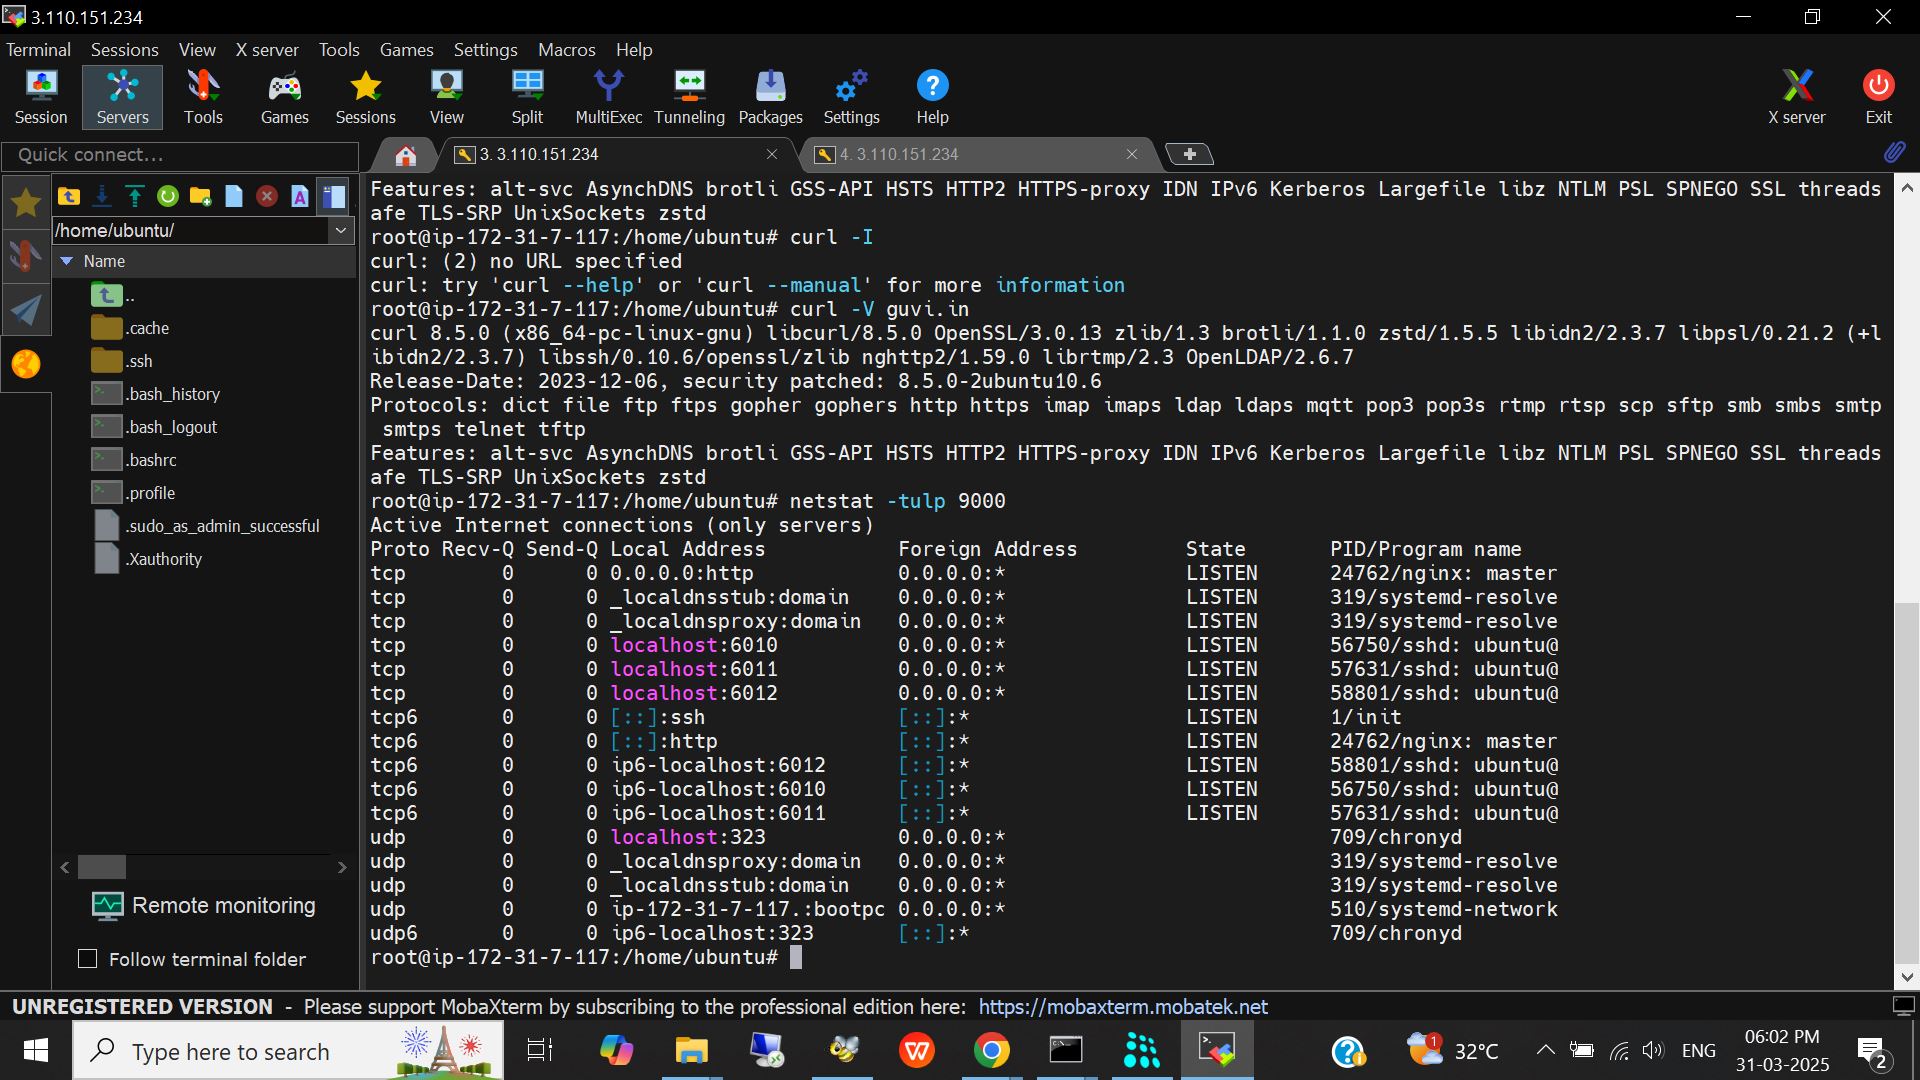 3.110.151.234
Terminal Sessions View X server Tools Games Settings Macros Help
Session Servers Tools Games Sessions View Split MultiExec Tunneling Packages Settings Help X server Exit
Quick connect...
3. 3.110.151.234
4. 3.110.151.234
/home/ubuntu/
Name
..
.cache
.ssh
.bash_history
.bash_logout
.bashrc
.profile
.sudo_as_admin_successful
.Xauthority
Remote monitoring
Follow terminal folder
Features: alt-svc AsynchDNS brotli GSS-API HSTS HTTP2 HTTPS-proxy IDN IPv6 Kerberos Largefile libz NTLM PSL SPNEGO SSL threads
afe TLS-SRP UnixSockets zstd
root@ip-172-31-7-117:/home/ubuntu# curl -I
curl: (2) no URL specified
curl: try 'curl --help' or 'curl --manual' for more information
root@ip-172-31-7-117:/home/ubuntu# curl -V guvi.in
curl 8.5.0 (x86_64-pc-linux-gnu) libcurl/8.5.0 OpenSSL/3.0.13 zlib/1.3 brotli/1.1.0 zstd/1.5.5 libidn2/2.3.7 libpsl/0.21.2 (+l
ibidn2/2.3.7) libssh/0.10.6/openssl/zlib nghttp2/1.59.0 librtmp/2.3 OpenLDAP/2.6.7
Release-Date: 2023-12-06, security patched: 8.5.0-2ubuntu10.6
Protocols: dict file ftp ftps gopher gophers http https imap imaps ldap ldaps mqtt pop3 pop3s rtmp rtsp scp sftp smb smbs smtp
smtps telnet tftp
Features: alt-svc AsynchDNS brotli GSS-API HSTS HTTP2 HTTPS-proxy IDN IPv6 Kerberos Largefile libz NTLM PSL SPNEGO SSL threads
afe TLS-SRP UnixSockets zstd
root@ip-172-31-7-117:/home/ubuntu# netstat -tulp 9000
Active Internet connections (only servers)
Proto Recv-Q Send-Q Local Address Foreign Address State PID/Program name
tcp 0 0 0.0.0.0:http 0.0.0.0:* LISTEN 24762/nginx: master
tcp 0 0 _localdnsstub:domain 0.0.0.0:* LISTEN 319/systemd-resolve
tcp 0 0 _localdnsproxy:domain 0.0.0.0:* LISTEN 319/systemd-resolve
tcp 0 0 localhost:6010 0.0.0.0:* LISTEN 56750/sshd: ubuntu@
tcp 0 0 localhost:6011 0.0.0.0:* LISTEN 57631/sshd: ubuntu@
tcp 0 0 localhost:6012 0.0.0.0:* LISTEN 58801/sshd: ubuntu@
tcp6 0 0 [::]:ssh [::]:* LISTEN 1/init
tcp6 0 0 [::]:http [::]:* LISTEN 24762/nginx: master
tcp6 0 0 ip6-localhost:6012 [::]:* LISTEN 58801/sshd: ubuntu@
tcp6 0 0 ip6-localhost:6010 [::]:* LISTEN 56750/sshd: ubuntu@
tcp6 0 0 ip6-localhost:6011 [::]:* LISTEN 57631/sshd: ubuntu@
udp 0 0 localhost:323 0.0.0.0:* 709/chronyd
udp 0 0 _localdnsproxy:domain 0.0.0.0:* 319/systemd-resolve
udp 0 0 _localdnsstub:domain 0.0.0.0:* 319/systemd-resolve
udp 0 0 ip-172-31-7-117.:bootpc 0.0.0.0:* 510/systemd-network
udp6 0 0 ip6-localhost:323 [::]:* 709/chronyd
root@ip-172-31-7-117:/home/ubuntu#
UNREGISTERED VERSION - Please support MobaXterm by subscribing to the professional edition here: https://mobaxterm.mobatek.net
Type here to search
1
32°C
ENG
06:02 PM
31-03-2025
2